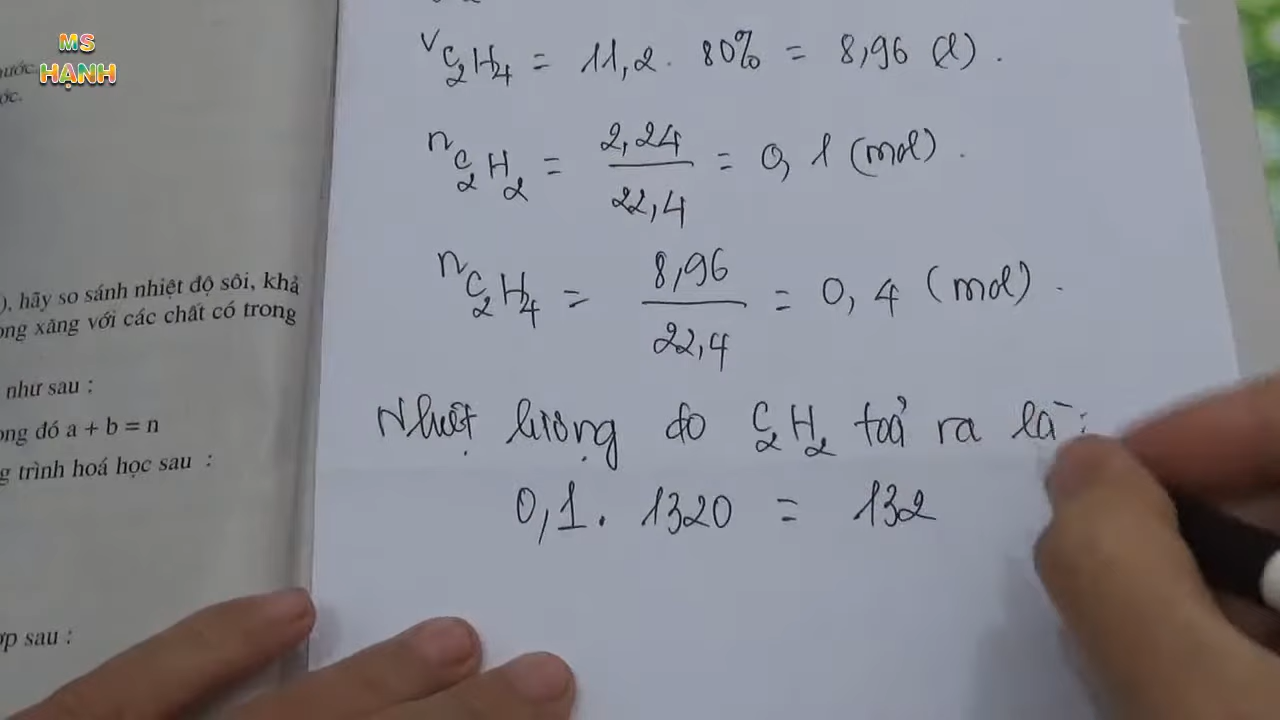 MS
HẠNH
nước.
ớc.
), hãy so sánh nhiệt độ sôi, khả
ong xăng với các chất có trong
như sau :
ong đó a + b = n
g trình hoá học sau :
ợp sau :
V C₂H₄ = 11,2 . 80% = 8,96 (l) .
n C₂H₂ = 2,24 / 22,4 = 0,1 (mol) .
n C₂H₄ = 8,96 / 22,4 = 0,4 (mol) .
Nhiệt lượng do C₂H₂ toả ra là :
0,1 . 1320 = 132